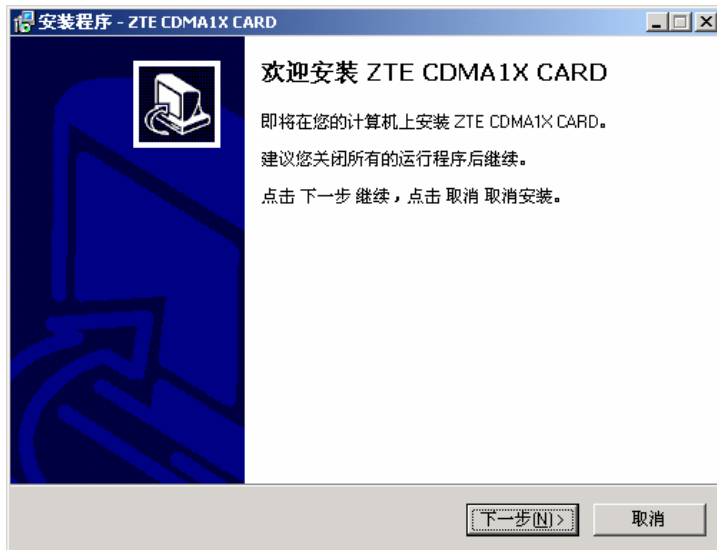 安装程序 - ZTE CDMA1X CARD
欢迎安装 ZTE CDMA1X CARD
即将在您的计算机上安装 ZTE CDMA1X CARD。
建议您关闭所有的运行程序后继续。
点击 下一步 继续，点击 取消 取消安装。
下一步(N) >
取消